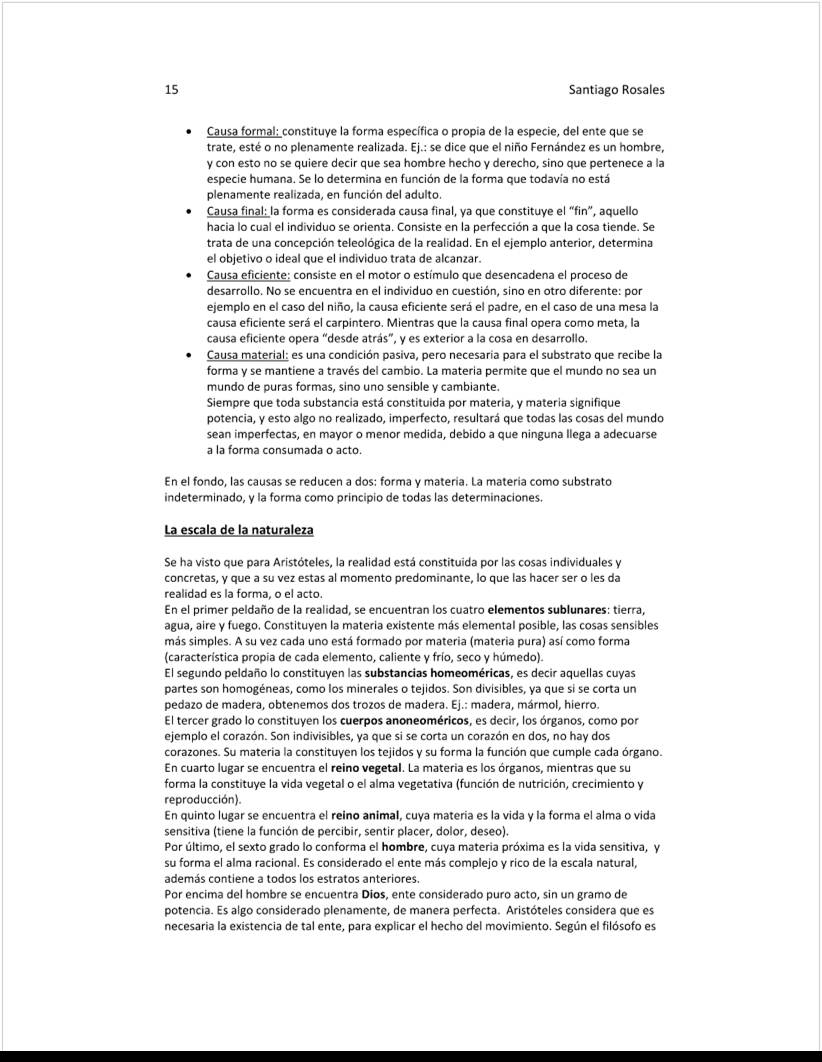 15 Santiago Rosales
• Causa formal: constituye la forma específica o propia de la especie, del ente que se
trate, esté o no plenamente realizada. Ej.: se dice que el niño Fernández es un hombre,
y con esto no se quiere decir que sea hombre hecho y derecho, sino que pertenece a la
especie humana. Se lo determina en función de la forma que todavía no está
plenamente realizada, en función del adulto.
• Causa final: la forma es considerada causa final, ya que constituye el “fin”, aquello
hacia lo cual el individuo se orienta. Consiste en la perfección a que la cosa tiende. Se
trata de una concepción teleológica de la realidad. En el ejemplo anterior, determina
el objetivo o ideal que el individuo trata de alcanzar.
• Causa eficiente: consiste en el motor o estímulo que desencadena el proceso de
desarrollo. No se encuentra en el individuo en cuestión, sino en otro diferente: por
ejemplo en el caso del niño, la causa eficiente será el padre, en el caso de una mesa la
causa eficiente será el carpintero. Mientras que la causa final opera como meta, la
causa eficiente opera “desde atrás”, y es exterior a la cosa en desarrollo.
• Causa material: es una condición pasiva, pero necesaria para el substrato que recibe la
forma y se mantiene a través del cambio. La materia permite que el mundo no sea un
mundo de puras formas, sino uno sensible y cambiante.
Siempre que toda substancia está constituida por materia, y materia signifique
potencia, y esto algo no realizado, imperfecto, resultará que todas las cosas del mundo
sean imperfectas, en mayor o menor medida, debido a que ninguna llega a adecuarse
a la forma consumada o acto.
En el fondo, las causas se reducen a dos: forma y materia. La materia como substrato
indeterminado, y la forma como principio de todas las determinaciones.
La escala de la naturaleza
Se ha visto que para Aristóteles, la realidad está constituida por las cosas individuales y
concretas, y que a su vez estas al momento predominante, lo que las hacer ser o les da
realidad es la forma, o el acto.
En el primer peldaño de la realidad, se encuentran los cuatro elementos sublunares: tierra,
agua, aire y fuego. Constituyen la materia existente más elemental posible, las cosas sensibles
más simples. A su vez cada uno está formado por materia (materia pura) así como forma
(característica propia de cada elemento, caliente y frío, seco y húmedo).
El segundo peldaño lo constituyen las substancias homeoméricas, es decir aquellas cuyas
partes son homogéneas, como los minerales o tejidos. Son divisibles, ya que si se corta un
pedazo de madera, obtenemos dos trozos de madera. Ej.: madera, mármol, hierro.
El tercer grado lo constituyen los cuerpos anoneoméricos, es decir, los órganos, como por
ejemplo el corazón. Son indivisibles, ya que si se corta un corazón en dos, no hay dos
corazones. Su materia la constituyen los tejidos y su forma la función que cumple cada órgano.
En cuarto lugar se encuentra el reino vegetal. La materia es los órganos, mientras que su
forma la constituye la vida vegetal o el alma vegetativa (función de nutrición, crecimiento y
reproducción).
En quinto lugar se encuentra el reino animal, cuya materia es la vida y la forma el alma o vida
sensitiva (tiene la función de percibir, sentir placer, dolor, deseo).
Por último, el sexto grado lo conforma el hombre, cuya materia próxima es la vida sensitiva, y
su forma el alma racional. Es considerado el ente más complejo y rico de la escala natural,
además contiene a todos los estratos anteriores.
Por encima del hombre se encuentra Dios, ente considerado puro acto, sin un gramo de
potencia. Es algo considerado plenamente, de manera perfecta. Aristóteles considera que es
necesaria la existencia de tal ente, para explicar el hecho del movimiento. Según el filósofo es